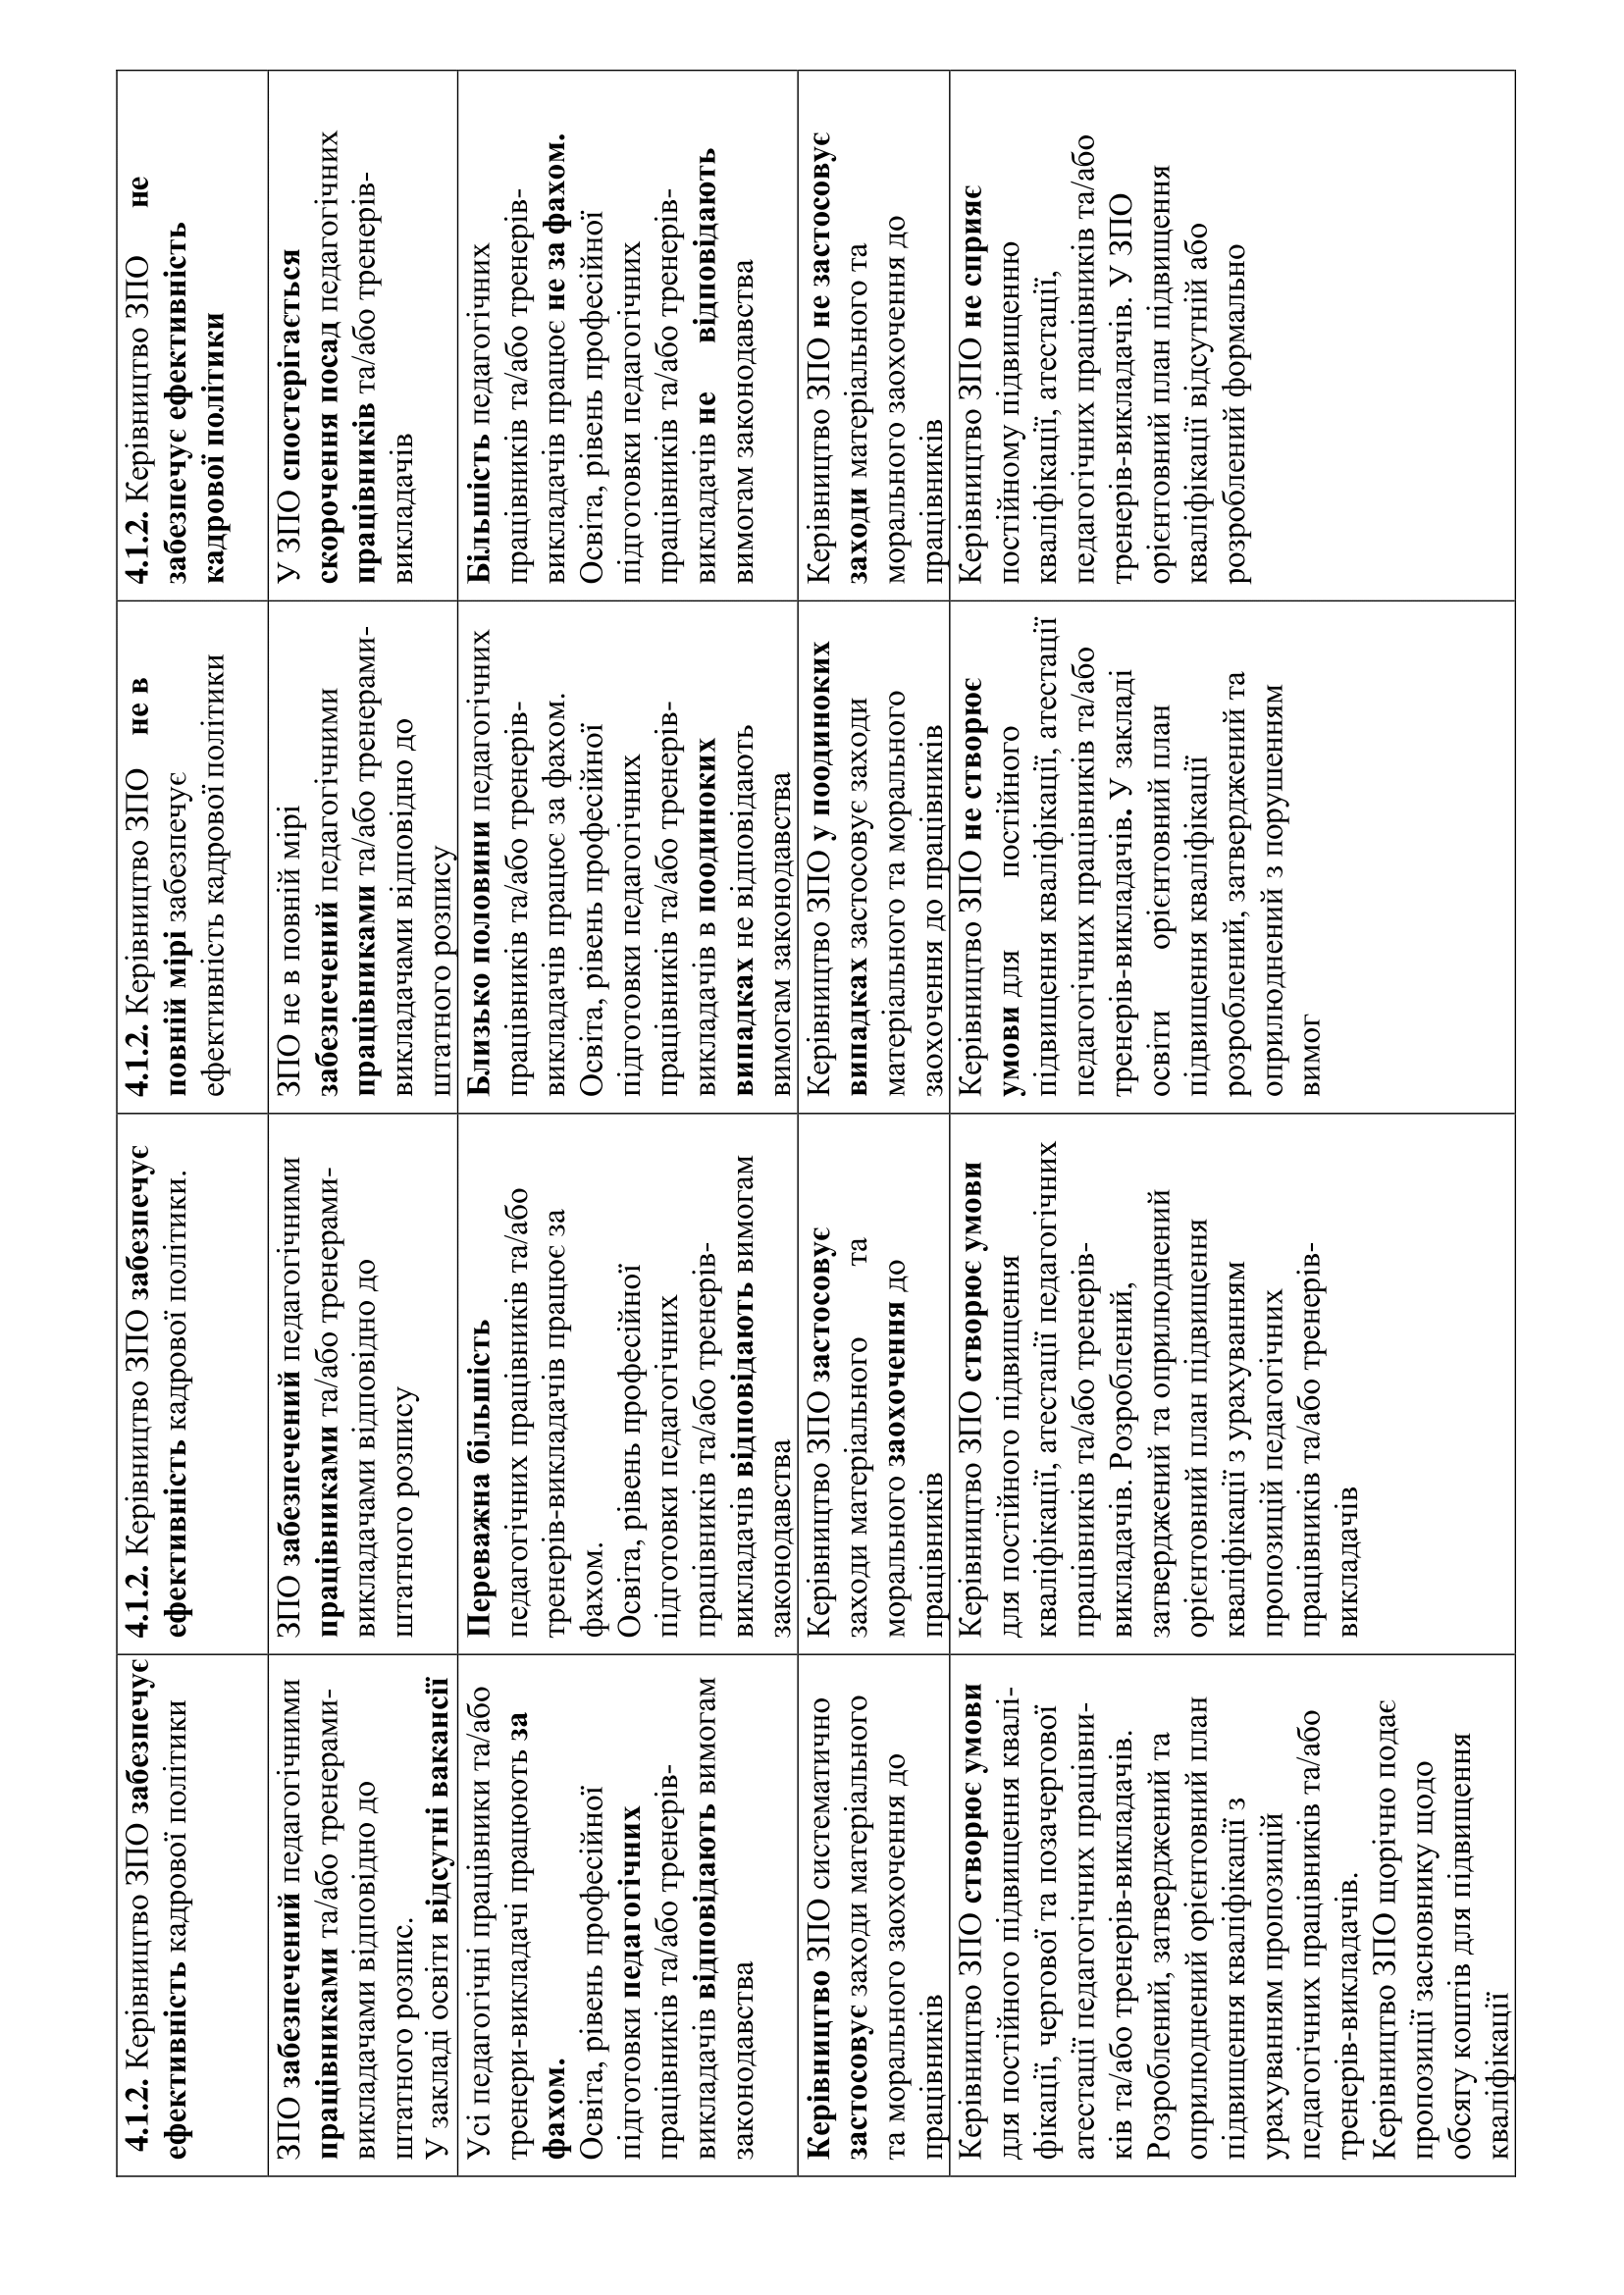 4.1.2. Керівництво ЗПО забезпечує
ефективність кадрової політики
4.1.2. Керівництво ЗПО забезпечує
ефективність кадрової політики.
4.1.2. Керівництво ЗПО не в
повній мірі забезпечує
ефективність кадрової політики
4.1.2. Керівництво ЗПО не
забезпечує ефективність
кадрової політики
ЗПО забезпечений педагогічними
працівниками та/або тренерами-
викладачами відповідно до
штатного розпис.
У закладі освіти відсутні вакансії
ЗПО забезпечений педагогічними
працівниками та/або тренерами-
викладачами відповідно до
штатного розпису
ЗПО не в повній мірі
забезпечений педагогічними
працівниками та/або тренерами-
викладачами відповідно до
штатного розпису
У ЗПО спостерігається
скорочення посад педагогічних
працівників та/або тренерів-
викладачів
Усі педагогічні працівники та/або
тренери-викладачі працюють за
фахом.
Освіта, рівень професійної
підготовки педагогічних
працівників та/або тренерів-
викладачів відповідають вимогам
законодавства
Переважна більшість
педагогічних працівників та/або
тренерів-викладачів працює за
фахом.
Освіта, рівень професійної
підготовки педагогічних
працівників та/або тренерів-
викладачів відповідають вимогам
законодавства
Близько половини педагогічних
працівників та/або тренерів-
викладачів працює за фахом.
Освіта, рівень професійної
підготовки педагогічних
працівників та/або тренерів-
викладачів в поодиноких
випадках не відповідають
вимогам законодавства
Більшість педагогічних
працівників та/або тренерів-
викладачів працює не за фахом.
Освіта, рівень професійної
підготовки педагогічних
працівників та/або тренерів-
викладачів не відповідають
вимогам законодавства
Керівництво ЗПО систематично
застосовує заходи матеріального
та морального заохочення до
працівників
Керівництво ЗПО застосовує
заходи матеріального та
морального заохочення до
працівників
Керівництво ЗПО у поодиноких
випадках застосовує заходи
матеріального та морального
заохочення до працівників
Керівництво ЗПО не застосовує
заходи матеріального та
морального заохочення до
працівників
Керівництво ЗПО створює умови
для постійного підвищення квалі-
фікації, чергової та позачергової
атестації педагогічних працівни-
ків та/або тренерів-викладачів.
Розроблений, затверджений та
оприлюднений орієнтовний план
підвищення кваліфікації з
урахуванням пропозицій
педагогічних працівників та/або
тренерів-викладачів.
Керівництво ЗПО щорічно подає
пропозиції засновнику щодо
обсягу коштів для підвищення
кваліфікації
Керівництво ЗПО створює умови
для постійного підвищення
кваліфікації, атестації педагогічних
працівників та/або тренерів-
викладачів. Розроблений,
затверджений та оприлюднений
орієнтовний план підвищення
кваліфікації з урахуванням
пропозицій педагогічних
працівників та/або тренерів-
викладачів
Керівництво ЗПО не створює
умови для постійного
підвищення кваліфікації, атестації
педагогічних працівників та/або
тренерів-викладачів. У закладі
освіти орієнтовний план
підвищення кваліфікації
розроблений, затверджений та
оприлюднений з порушенням
вимог
Керівництво ЗПО не сприяє
постійному підвищенню
кваліфікації, атестації,
педагогічних працівників та/або
тренерів-викладачів. У ЗПО
орієнтовний план підвищення
кваліфікації відсутній або
розроблений формально